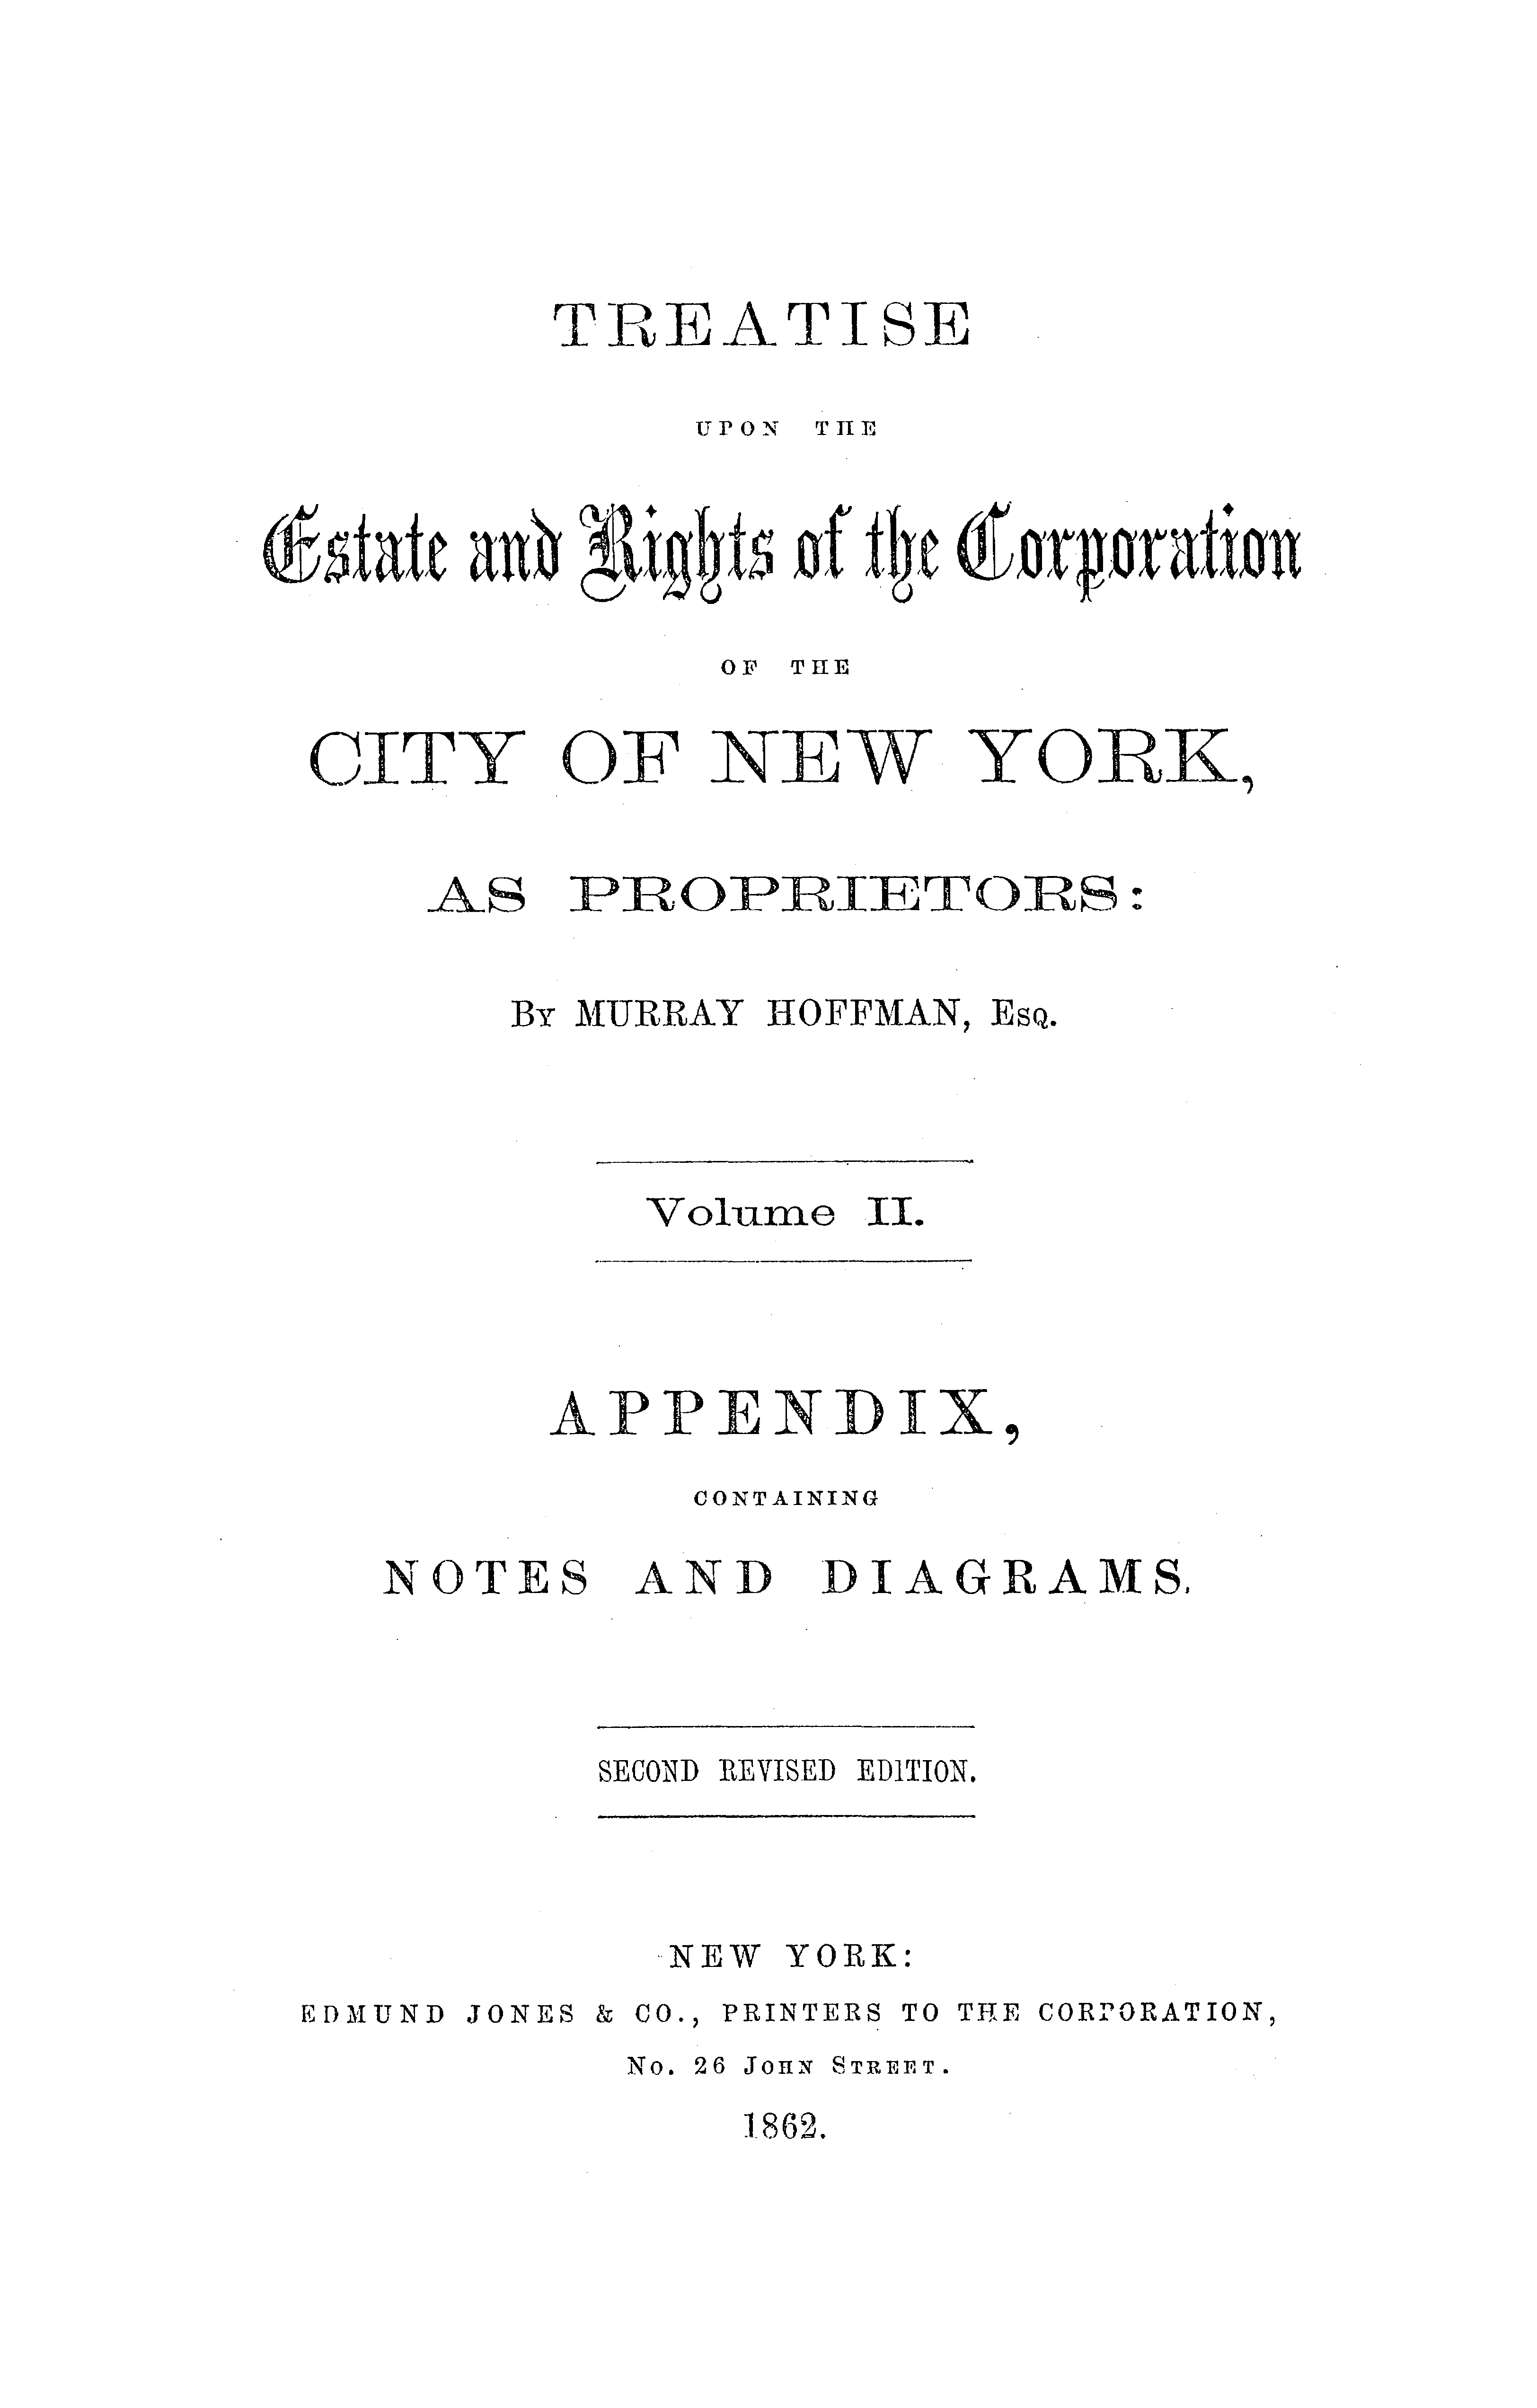 TREATISE
UPON THE
Estate and Rights of the Corporation
OF THE
CITY OF NEW YORK,
AS PROPRIETORS:
By MURRAY HOFFMAN, Esq.
Volume II.
APPENDIX,
CONTAINING
NOTES AND DIAGRAMS.
SECOND REVISED EDITION.
NEW YORK:
EDMUND JONES & CO., PRINTERS TO THE CORPORATION,
No. 26 John Street.
1862.